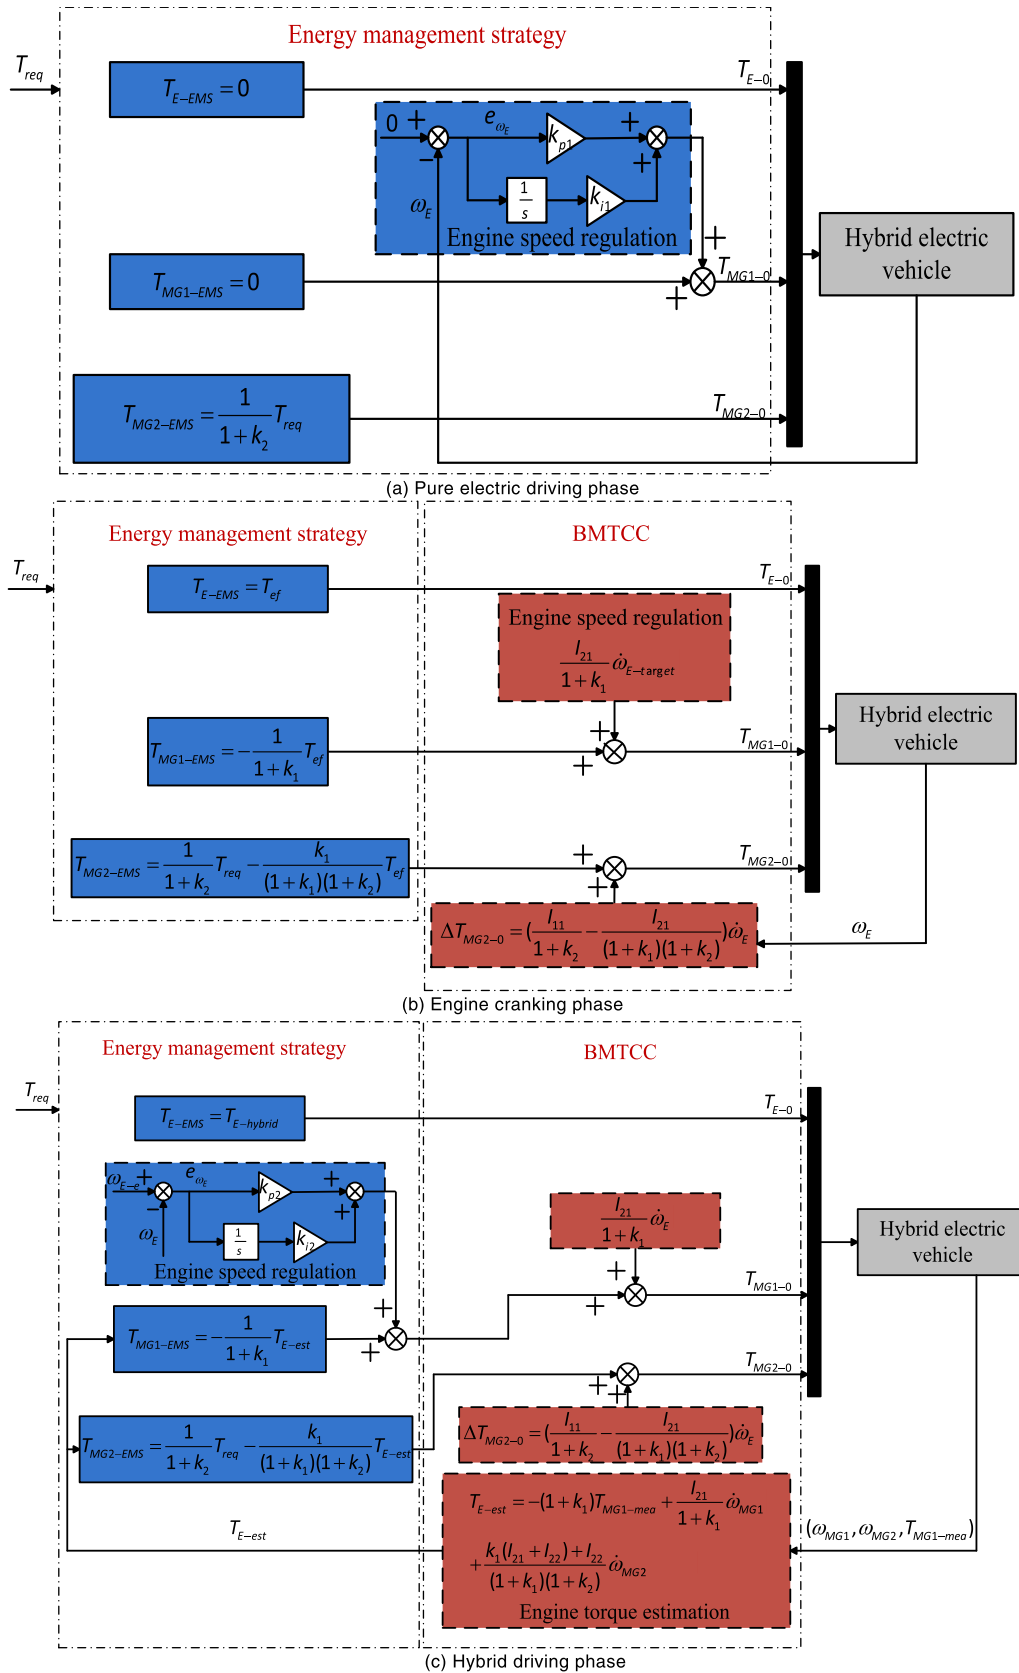 Energy management strategy
T_req
T_E–EMS = 0
T_E–0
0 + e_ωE k_p1 +
− +
ω_E 1/s k_i1
Engine speed regulation
+
T_MG1–EMS = 0
+
T_MG1–0
Hybrid electric
vehicle
T_MG2–EMS = 1/(1+k_2) T_req
T_MG2–0
(a) Pure electric driving phase
Energy management strategy
BMTCC
T_req
T_E–EMS = T_ef
T_E–0
Engine speed regulation
I_21/(1+k_1) ω̇_E–target
+
T_MG1–EMS = −1/(1+k_1) T_ef
+
T_MG1–0
Hybrid electric
vehicle
T_MG2–EMS = 1/(1+k_2) T_req − k_1/((1+k_1)(1+k_2)) T_ef
+
+
T_MG2–0
ΔT_MG2–0 = (I_11/(1+k_2) − I_21/((1+k_1)(1+k_2))) ω̇_E
ω_E
(b) Engine cranking phase
Energy management strategy
BMTCC
T_req
T_E–EMS = T_E–hybrid
T_E–0
ω_E–e + e_ωE k_p2 +
− +
ω_E 1/s k_i2
Engine speed regulation
I_21/(1+k_1) ω̇_E
Hybrid electric
vehicle
+
+
T_MG1–0
T_MG1–EMS = −1/(1+k_1) T_E–est
+
+
T_MG2–0
+
+
T_MG2–EMS = 1/(1+k_2) T_req − k_1/((1+k_1)(1+k_2)) T_E–est
ΔT_MG2–0 = (I_11/(1+k_2) − I_21/((1+k_1)(1+k_2))) ω̇_E
T_E–est = −(1+k_1)T_MG1–mea + I_21/(1+k_1) ω̇_MG1
+ (k_1(I_21+I_22)+I_22)/((1+k_1)(1+k_2)) ω̇_MG2
Engine torque estimation
T_E–est
(ω_MG1, ω_MG2, T_MG1–mea)
(c) Hybrid driving phase